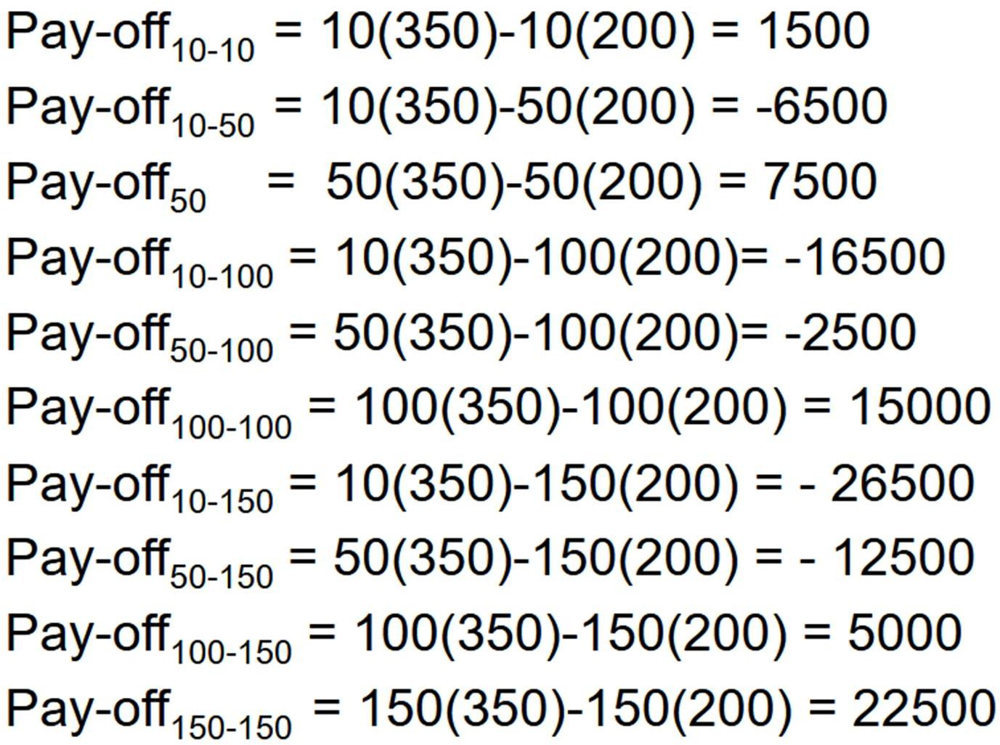 Pay-off10-10 = 10(350)-10(200) = 1500
Pay-off10-50 = 10(350)-50(200) = -6500
Pay-off50 = 50(350)-50(200) = 7500
Pay-off10-100 = 10(350)-100(200)= -16500
Pay-off50-100 = 50(350)-100(200)= -2500
Pay-off100-100 = 100(350)-100(200) = 15000
Pay-off10-150 = 10(350)-150(200) = - 26500
Pay-off50-150 = 50(350)-150(200) = - 12500
Pay-off100-150 = 100(350)-150(200) = 5000
Pay-off150-150 = 150(350)-150(200) = 22500